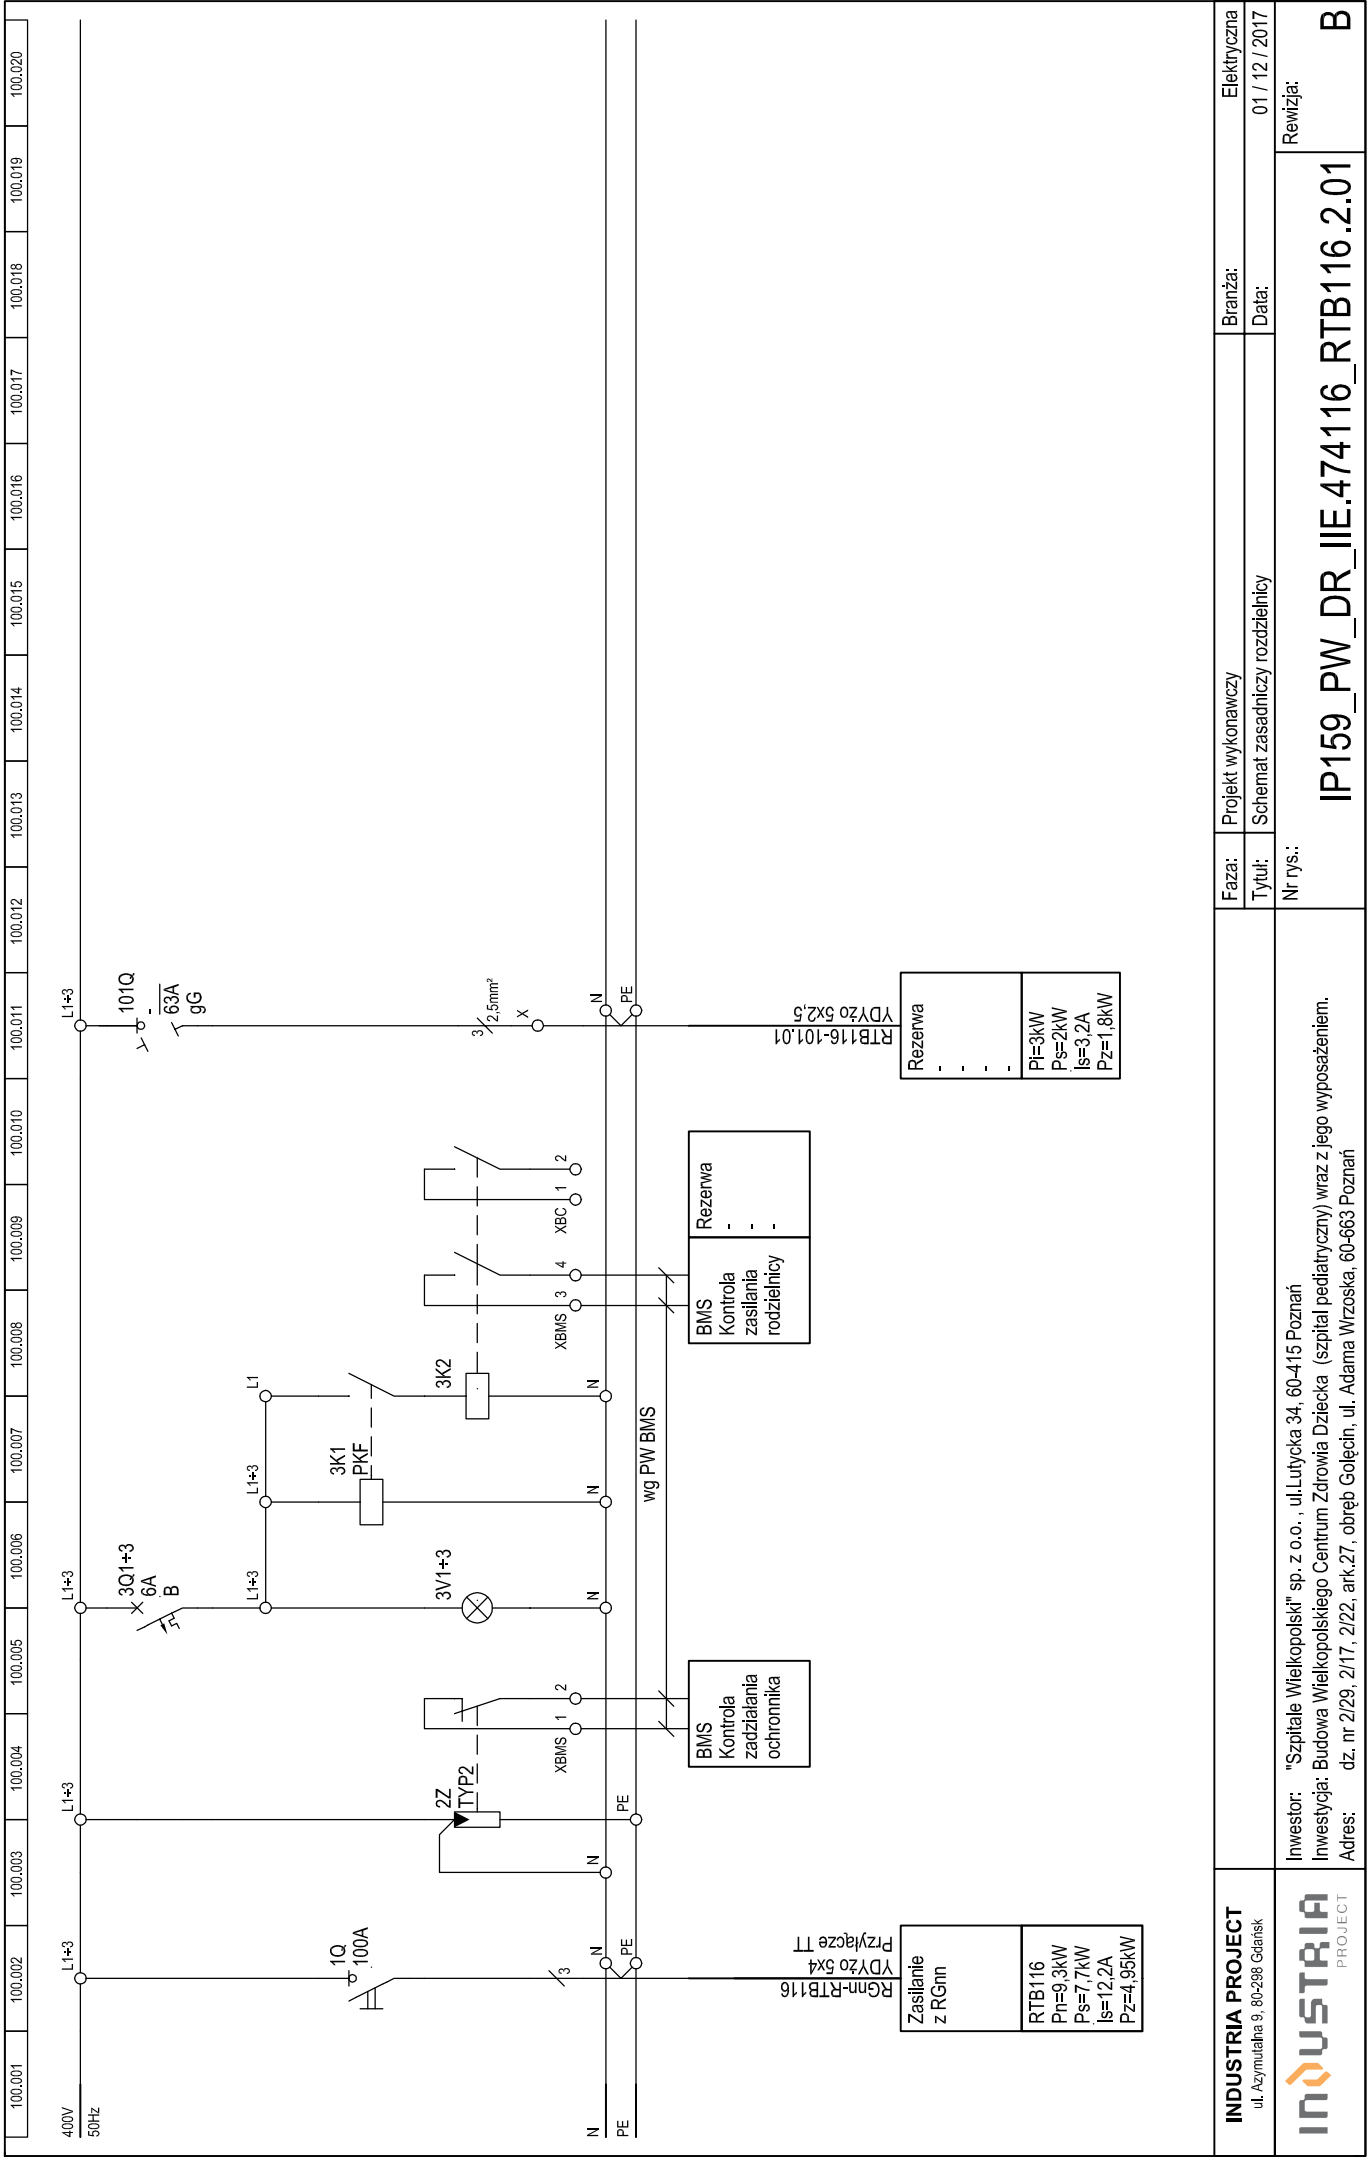 100.001 100.002 100.003 100.004 100.005 100.006 100.007 100.008 100.009 100.010 100.011 100.012 100.013 100.014 100.015 100.016 100.017 100.018 100.019 100.020
400V
50Hz
N
PE
L1÷3
1Q
100A
3
N
PE
RGnn-RTB116
YDYżo 5x4
Przyłącze TT
Zasilanie
z RGnn
RTB116
Pn=9,3kW
Ps=7,7kW
Is=12,2A
Pz=4,95kW
L1÷3
2Z
TYP2
N
PE
XBMS 1 2
BMS
Kontrola
zadziałania
ochronnika
L1÷3
3Q1÷3
6A
B
L1÷3
3V1÷3
N
L1÷3
3K1
PKF
N
L1
3K2
N
wg PW BMS
XBMS 3 4
BMS
Kontrola
zasilania
rodzielnicy
XBC 1 2
Rezerwa
-
-
-
L1÷3
101Q
-
63A
gG
3
2,5mm²
X
N
PE
RTB116-101.01
YDYżo 5x2,5
Rezerwa
-
-
-
-
Pi=3kW
Ps=2kW
Is=3,2A
Pz=1,8kW
INDUSTRIA PROJECT
ul. Azymutalna 9, 80-298 Gdańsk
INDUSTRIA
PROJECT
Inwestor: "Szpitale Wielkopolski" sp. z o.o. , ul.Lutycka 34, 60-415 Poznań
Inwestycja: Budowa Wielkopolskiego Centrum Zdrowia Dziecka (szpital pediatryczny) wraz z jego wyposażeniem.
Adres: dz. nr 2/29, 2/17, 2/22, ark.27, obręb Golęcin, ul. Adama Wrzoska, 60-663 Poznań
Faza: Projekt wykonawczy
Branża: Elektryczna
Tytuł: Schemat zasadniczy rozdzielnicy
Data: 01 / 12 / 2017
Nr rys.:
IP159_PW_DR_IIE.474116_RTB116.2.01
Rewizja:
B